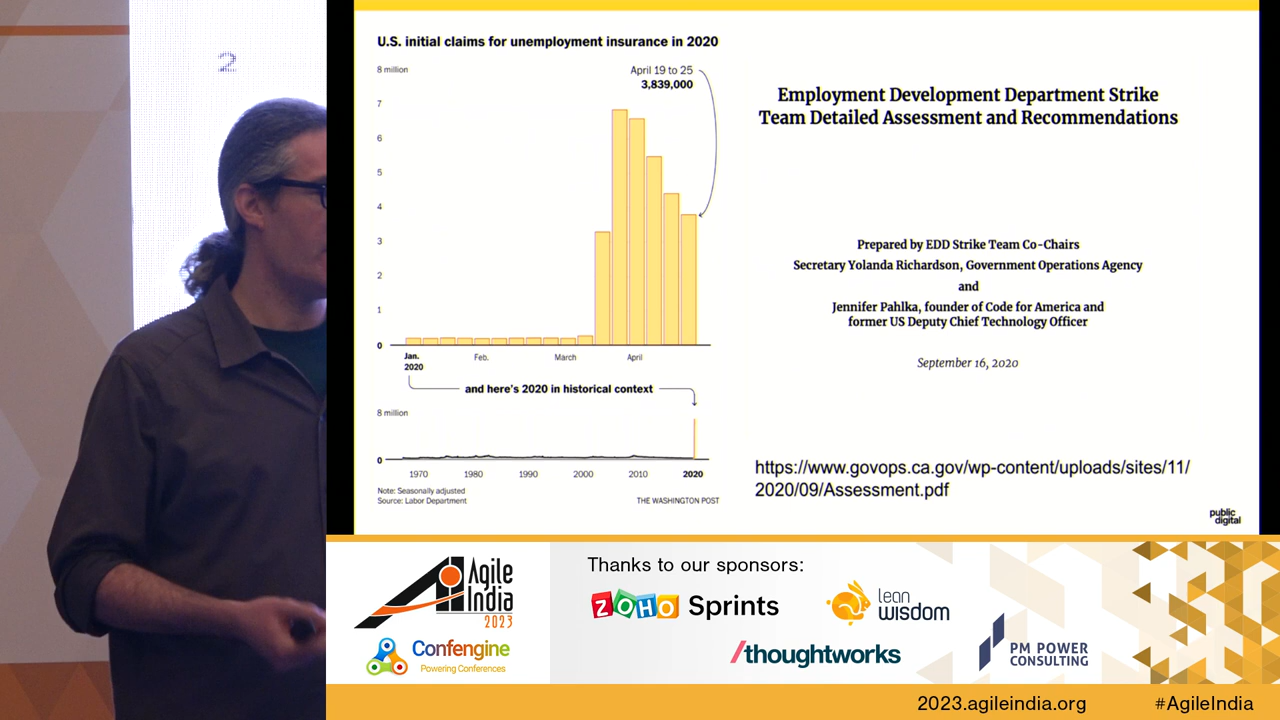 2
U.S. initial claims for unemployment insurance in 2020
8 million
7
6
5
4
3
2
1
0
April 19 to 25
3,839,000
Jan.
2020
Feb.
March
April
and here's 2020 in historical context
8 million
0
1970
1980
1990
2000
2010
2020
Note: Seasonally adjusted
Source: Labor Department
THE WASHINGTON POST
Employment Development Department Strike
Team Detailed Assessment and Recommendations
Prepared by EDD Strike Team Co-Chairs
Secretary Yolanda Richardson, Government Operations Agency
and
Jennifer Pahlka, founder of Code for America and
former US Deputy Chief Technology Officer
September 16, 2020
https://www.govops.ca.gov/wp-content/uploads/sites/11/
2020/09/Assessment.pdf
public
digital
Agile
India
2023
Confengine
Powering Conferences
Thanks to our sponsors:
ZOHO Sprints
lean
wisdom
/thoughtworks
PM POWER
CONSULTING
2023.agileindia.org
#AgileIndia